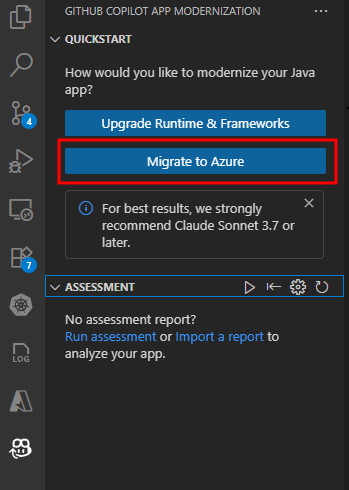 GITHUB COPILOT APP MODERNIZATION
QUICKSTART
How would you like to modernize your Java
app?
Upgrade Runtime & Frameworks
Migrate to Azure
For best results, we strongly
recommend Claude Sonnet 3.7 or
later.
4
7
ASSESSMENT
No assessment report?
Run assessment or Import a report to
analyze your app.
LOG